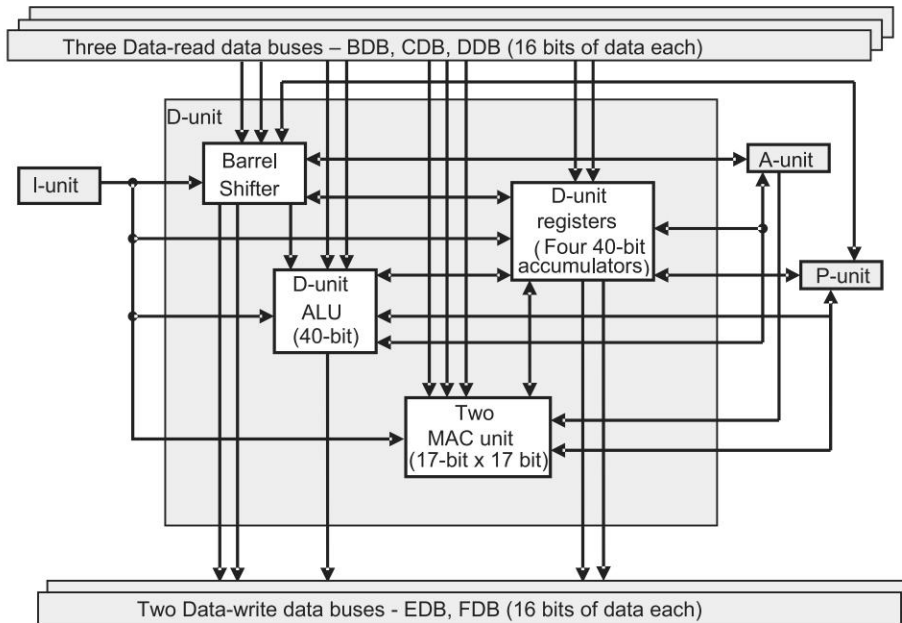 Three Data-read data buses – BDB, CDB, DDB (16 bits of data each)
D-unit
Barrel
Shifter
A-unit
I-unit
D-unit
registers
(Four 40-bit
accumulators)
P-unit
D-unit
ALU
(40-bit)
Two
MAC unit
(17-bit x 17 bit)
Two Data-write data buses - EDB, FDB (16 bits of data each)